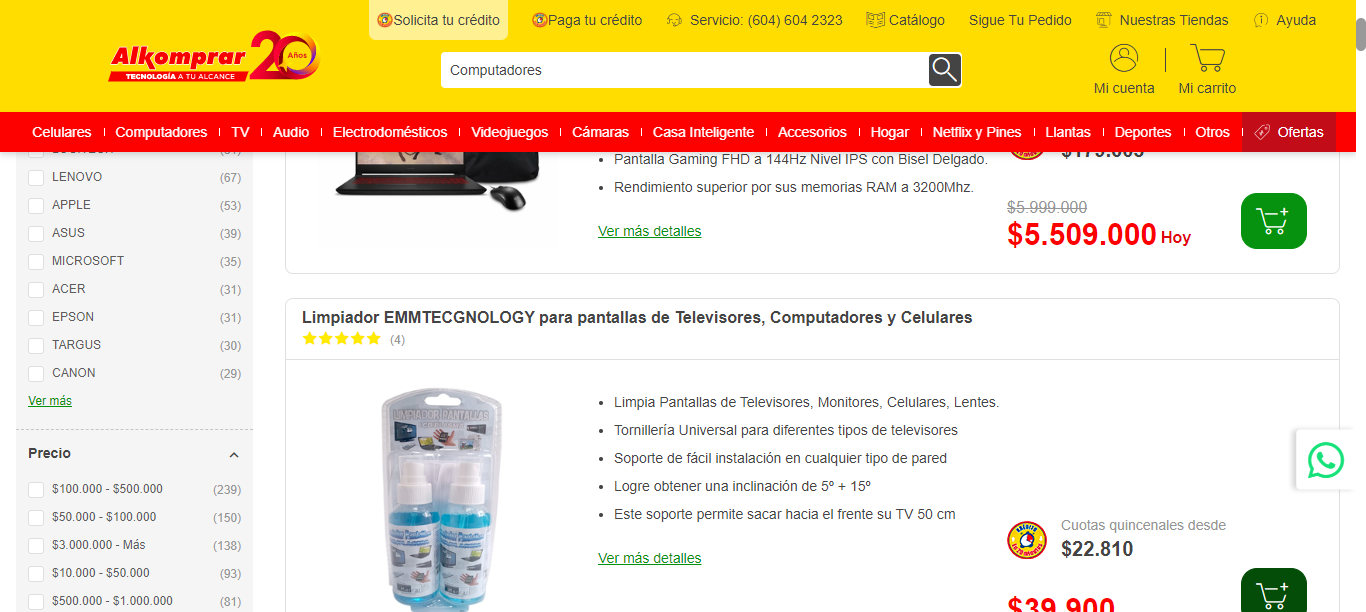 Solicita tu crédito
Paga tu crédito
Servicio: (604) 604 2323
Catálogo
Sigue Tu Pedido
Nuestras Tiendas
Ayuda
Alkomprar 20 Años
TECNOLOGÍA A TU ALCANCE
Computadores
Mi cuenta
Mi carrito
Celulares
Computadores
TV
Audio
Electrodomésticos
Videojuegos
Cámaras
Casa Inteligente
Accesorios
Hogar
Netflix y Pines
Llantas
Deportes
Otros
Ofertas
LENOVO (67)
APPLE (53)
ASUS (39)
MICROSOFT (35)
ACER (31)
EPSON (31)
TARGUS (30)
CANON (29)
Ver más
Precio
$100.000 - $500.000 (239)
$50.000 - $100.000 (150)
$3.000.000 - Más (138)
$10.000 - $50.000 (93)
$500.000 - $1.000.000 (81)
Pantalla Gaming FHD a 144Hz Nivel IPS con Bisel Delgado.
Rendimiento superior por sus memorias RAM a 3200Mhz.
Ver más detalles
$5.999.000
$5.509.000 Hoy
Limpiador EMMTECGNOLOGY para pantallas de Televisores, Computadores y Celulares
(4)
LIMPIADOR PANTALLAS
Limpia Pantallas de Televisores, Monitores, Celulares, Lentes.
Tornillería Universal para diferentes tipos de televisores
Soporte de fácil instalación en cualquier tipo de pared
Logre obtener una inclinación de 5º + 15º
Este soporte permite sacar hacia el frente su TV 50 cm
Ver más detalles
Cuotas quincenales desde
$22.810
$39.900